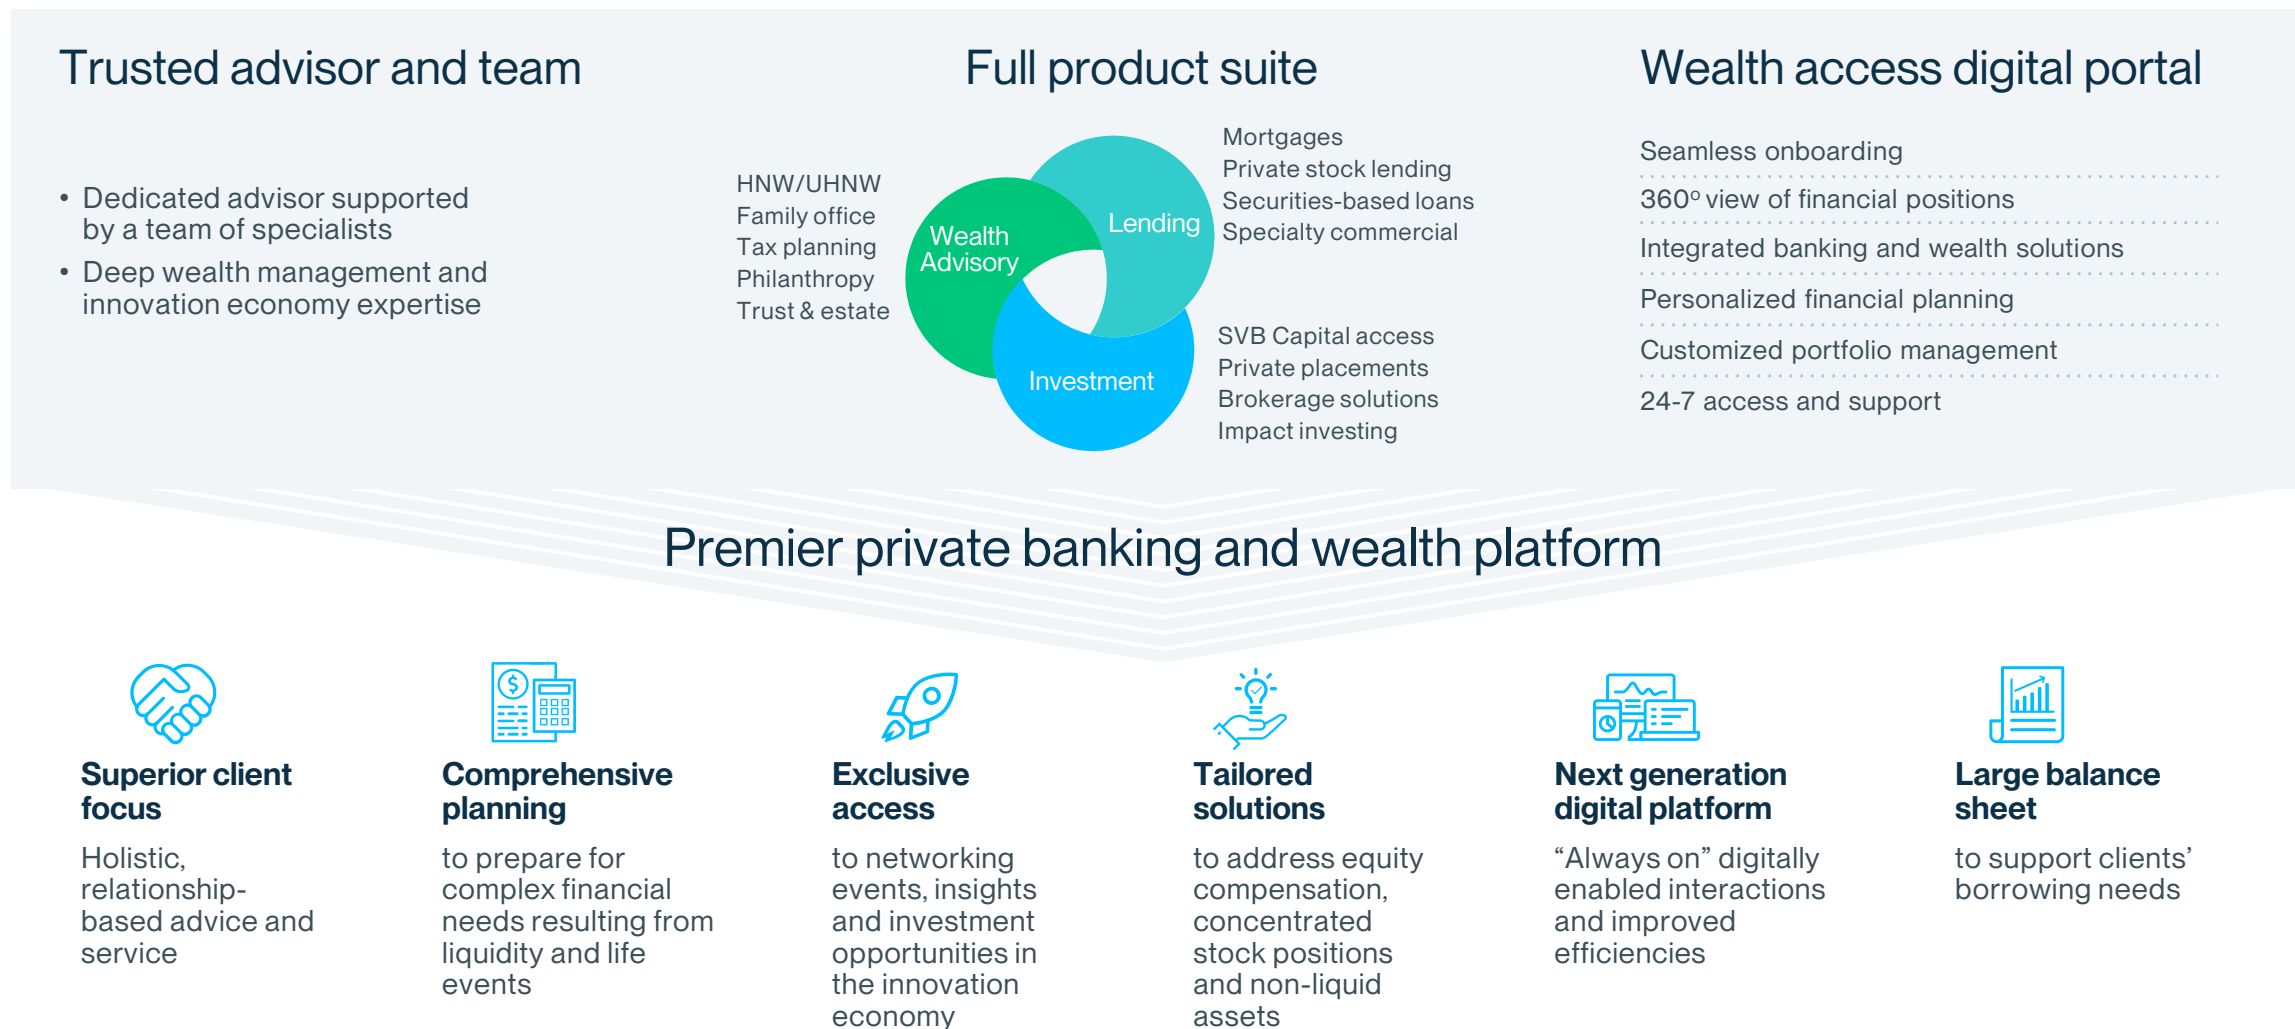 Trusted advisor and team
• Dedicated advisor supported
by a team of specialists
• Deep wealth management and
innovation economy expertise
Full product suite
HNW/UHNW
Family office
Tax planning
Philanthropy
Trust & estate
Wealth
Advisory
Lending
Investment
Mortgages
Private stock lending
Securities-based loans
Specialty commercial
SVB Capital access
Private placements
Brokerage solutions
Impact investing
Wealth access digital portal
Seamless onboarding
360º view of financial positions
Integrated banking and wealth solutions
Personalized financial planning
Customized portfolio management
24-7 access and support
Premier private banking and wealth platform
$
Superior client
focus
Holistic,
relationship-
based advice and
service
Comprehensive
planning
to prepare for
complex financial
needs resulting from
liquidity and life
events
Exclusive
access
to networking
events, insights
and investment
opportunities in
the innovation
economy
Tailored
solutions
to address equity
compensation,
concentrated
stock positions
and non-liquid
assets
Next generation
digital platform
“Always on” digitally
enabled interactions
and improved
efficiencies
Large balance
sheet
to support clients’
borrowing needs